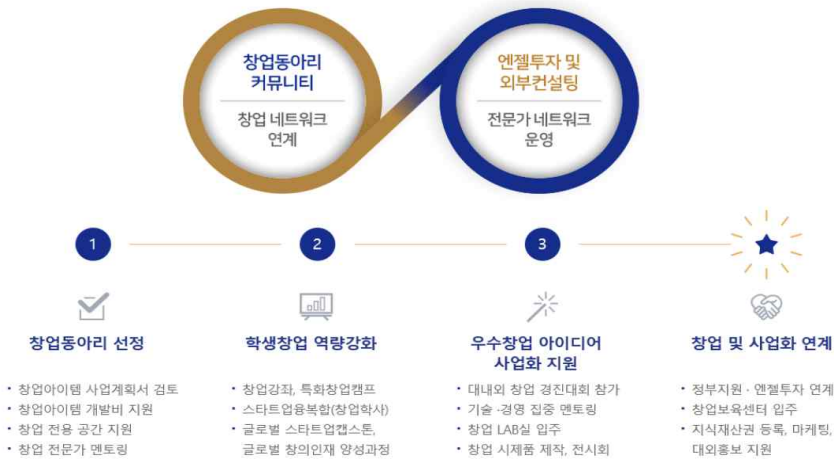 창업동아리
커뮤니티
창업 네트워크
연계
엔젤투자 및
외부컨설팅
전문가 네트워크
운영
1
2
3
창업동아리 선정
• 창업아이템 사업계획서 검토
• 창업아이템 개발비 지원
• 창업 전용 공간 지원
• 창업 전문가 멘토링
학생창업 역량강화
• 창업강좌, 특화창업캠프
• 스타트업융복합(창업학사)
• 글로벌 스타트업캡스톤,
글로벌 창의인재 양성과정
우수창업 아이디어
사업화 지원
• 대내외 창업 경진대회 참가
• 기술 ·경영 집중 멘토링
• 창업 LAB실 입주
• 창업 시제품 제작, 전시회
창업 및 사업화 연계
• 정부지원 · 엔젤투자 연계
• 창업보육센터 입주
• 지식재산권 등록, 마케팅,
대외홍보 지원